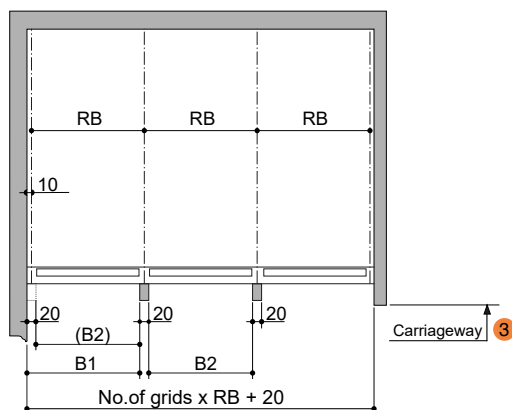 RB RB RB
10
20 20 20
(B2)
Carriageway 3
B1 B2
No.of grids x RB + 20